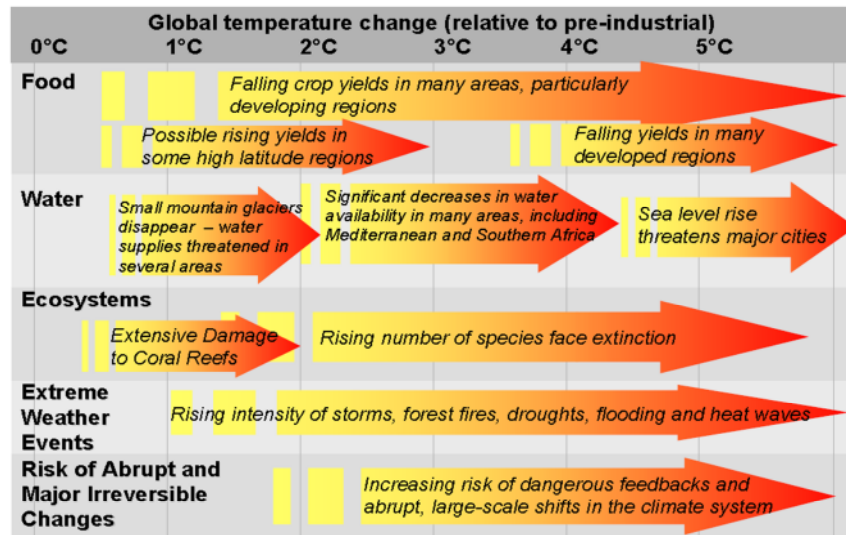 Global temperature change (relative to pre-industrial)
0°C 1°C 2°C 3°C 4°C 5°C
Food
Falling crop yields in many areas, particularly
developing regions
Possible rising yields in
some high latitude regions
Falling yields in many
developed regions
Water
Small mountain glaciers
disappear – water
supplies threatened in
several areas
Significant decreases in water
availability in many areas, including
Mediterranean and Southern Africa
Sea level rise
threatens major cities
Ecosystems
Extensive Damage
to Coral Reefs
Rising number of species face extinction
Extreme
Weather
Events
Rising intensity of storms, forest fires, droughts, flooding and heat waves
Risk of Abrupt and
Major Irreversible
Changes
Increasing risk of dangerous feedbacks and
abrupt, large-scale shifts in the climate system